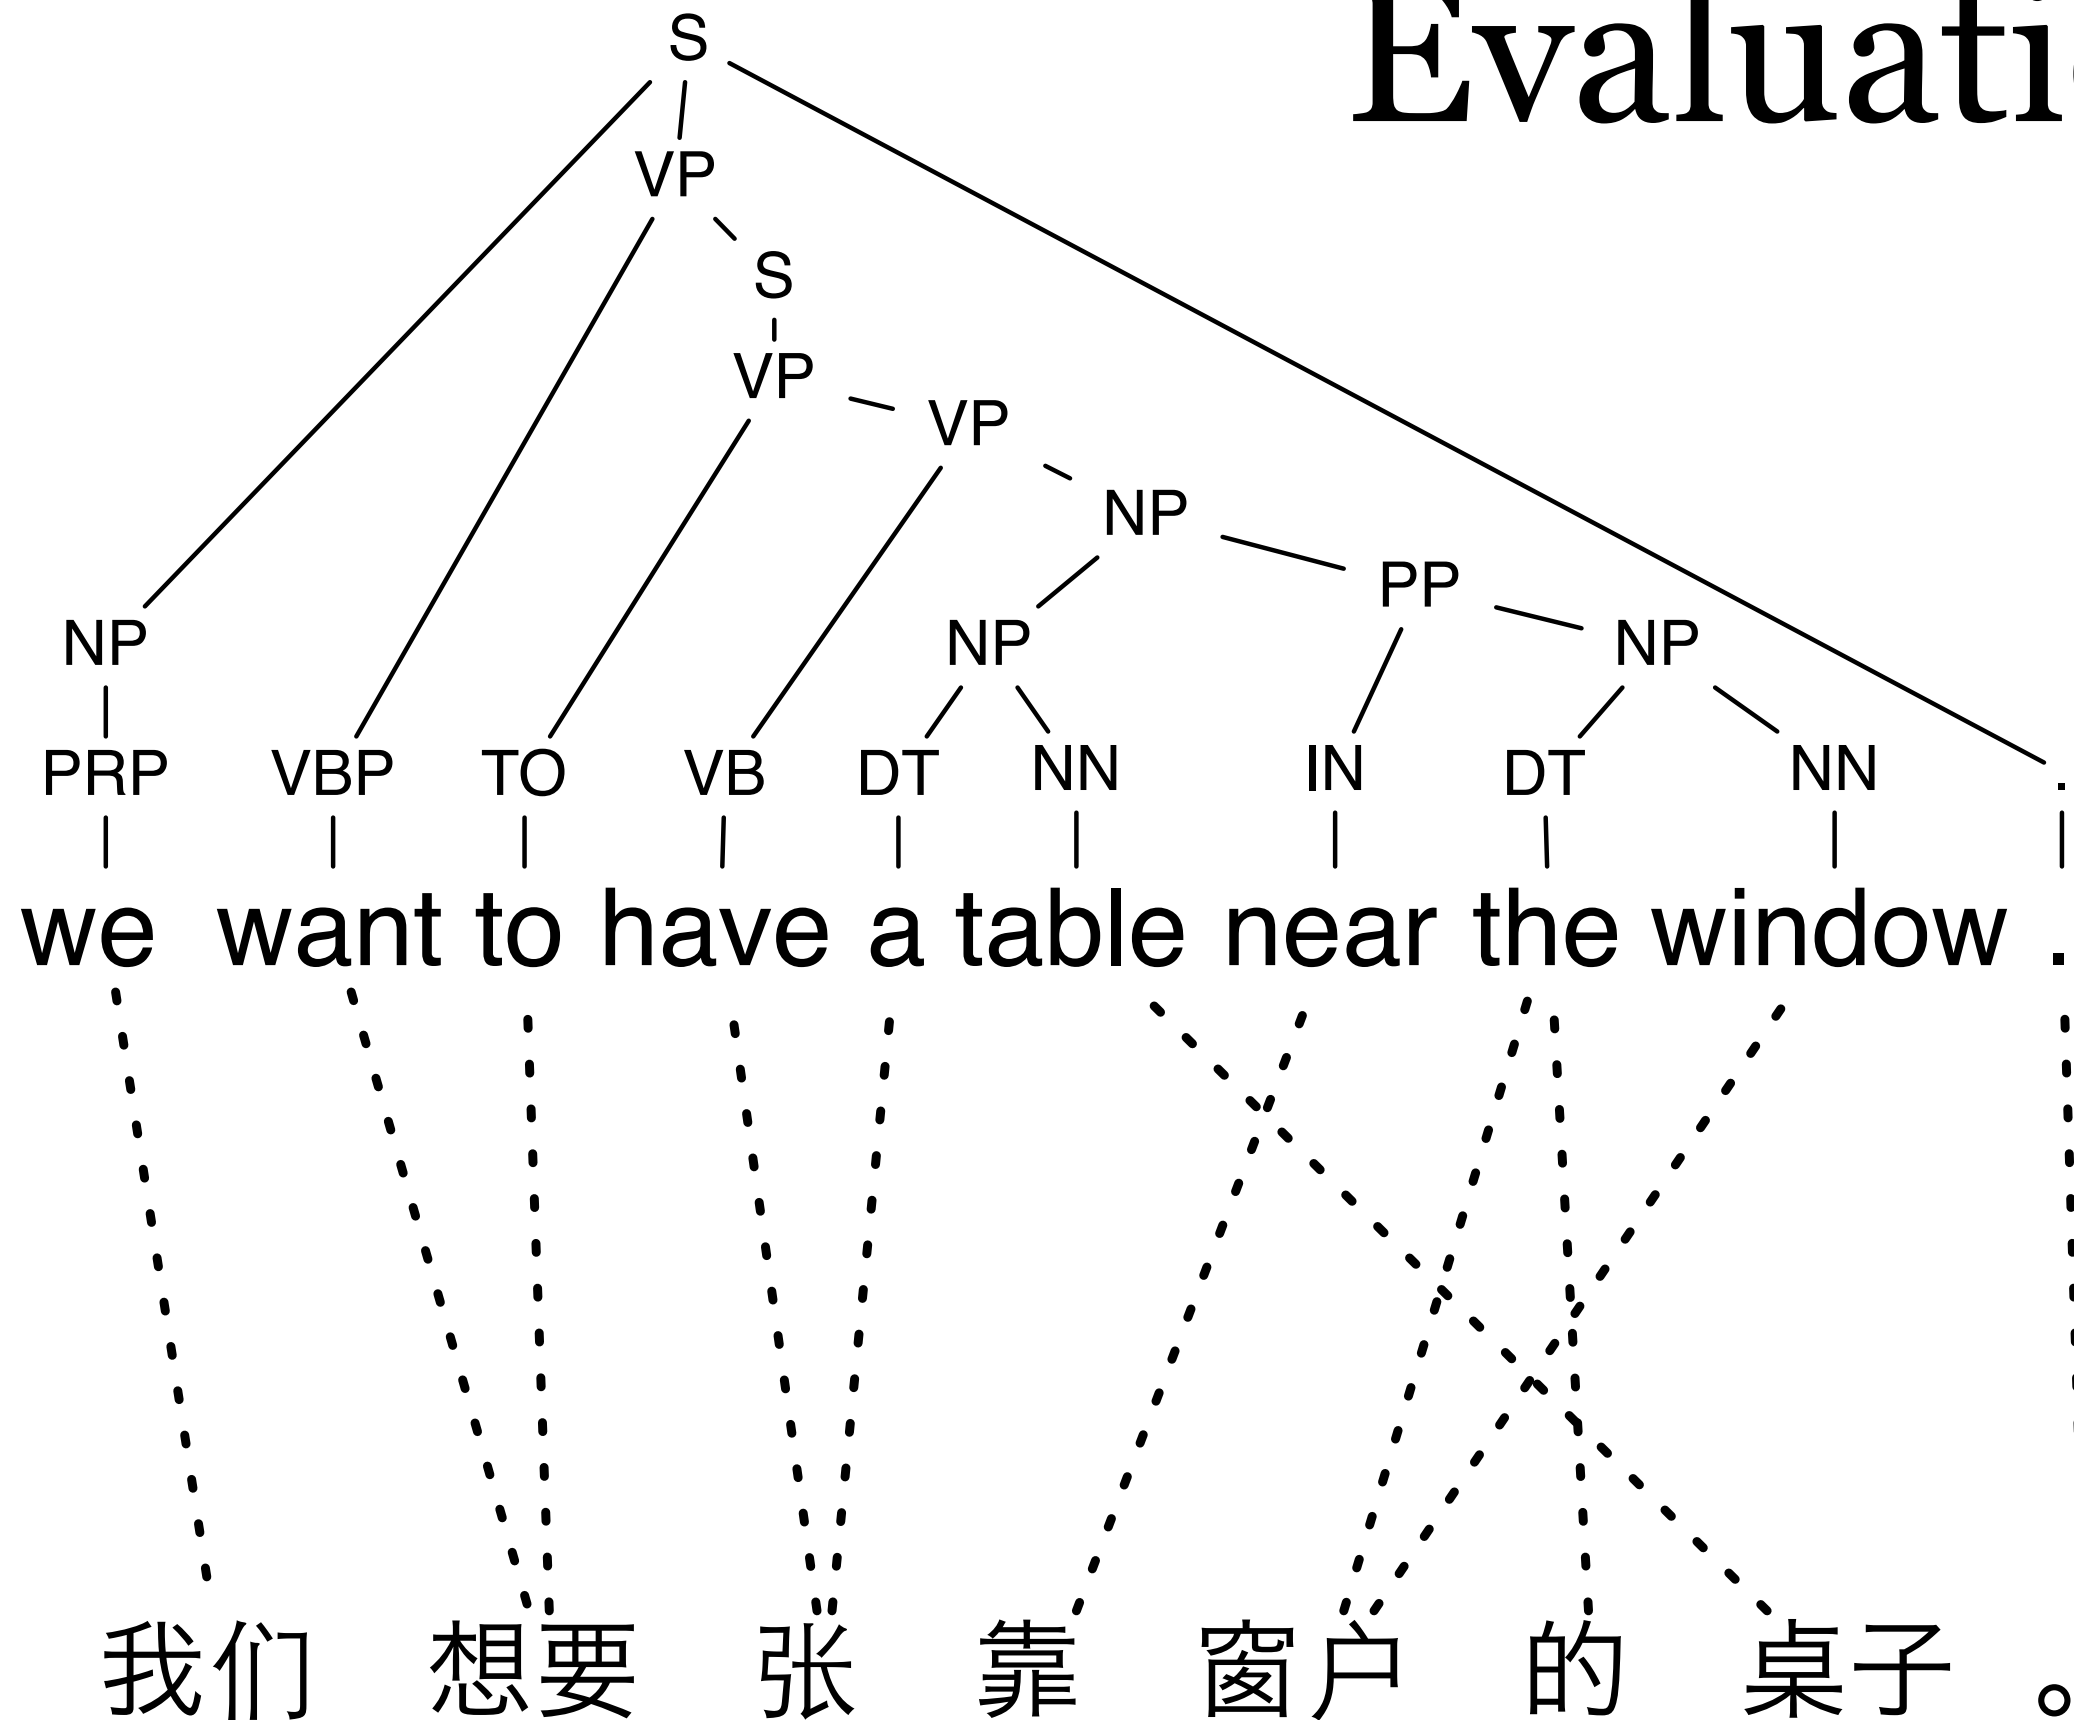 Evaluati
S
VP
S
VP
VP
NP
PP
NP NP NP
PRP VBP TO VB DT NN IN DT NN .
we want to have a table near the window .
我们 想要 张 靠 窗户 的 桌子 。